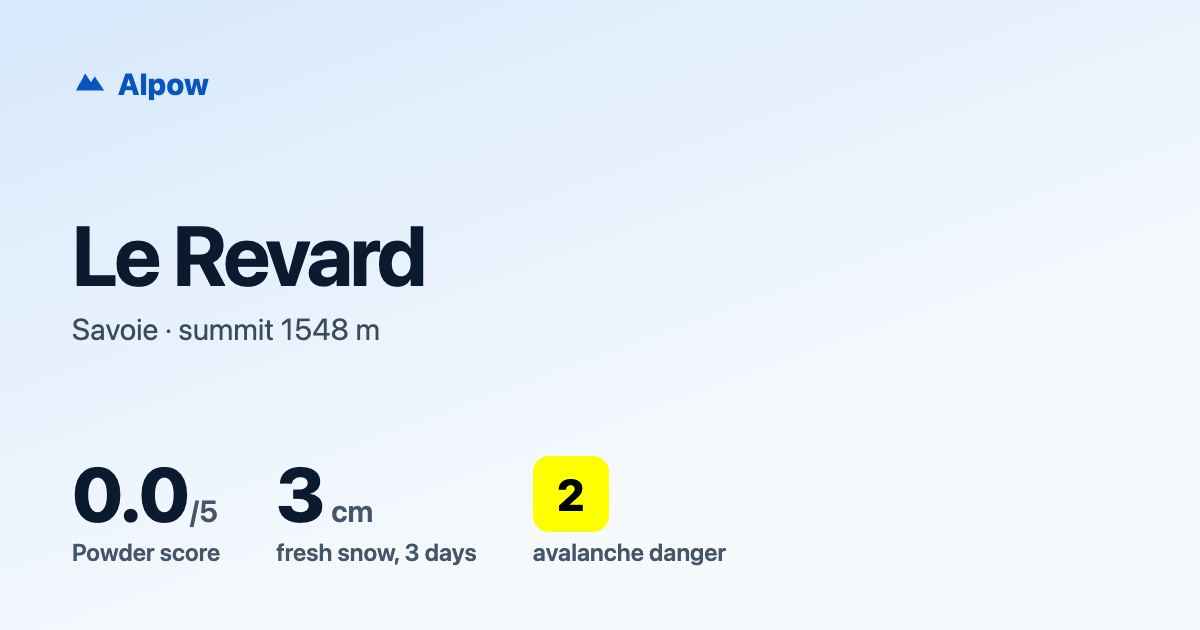 Alpow
Le Revard
Savoie · summit 1548 m
0.0/5
Powder score
3 cm
fresh snow, 3 days
2
avalanche danger